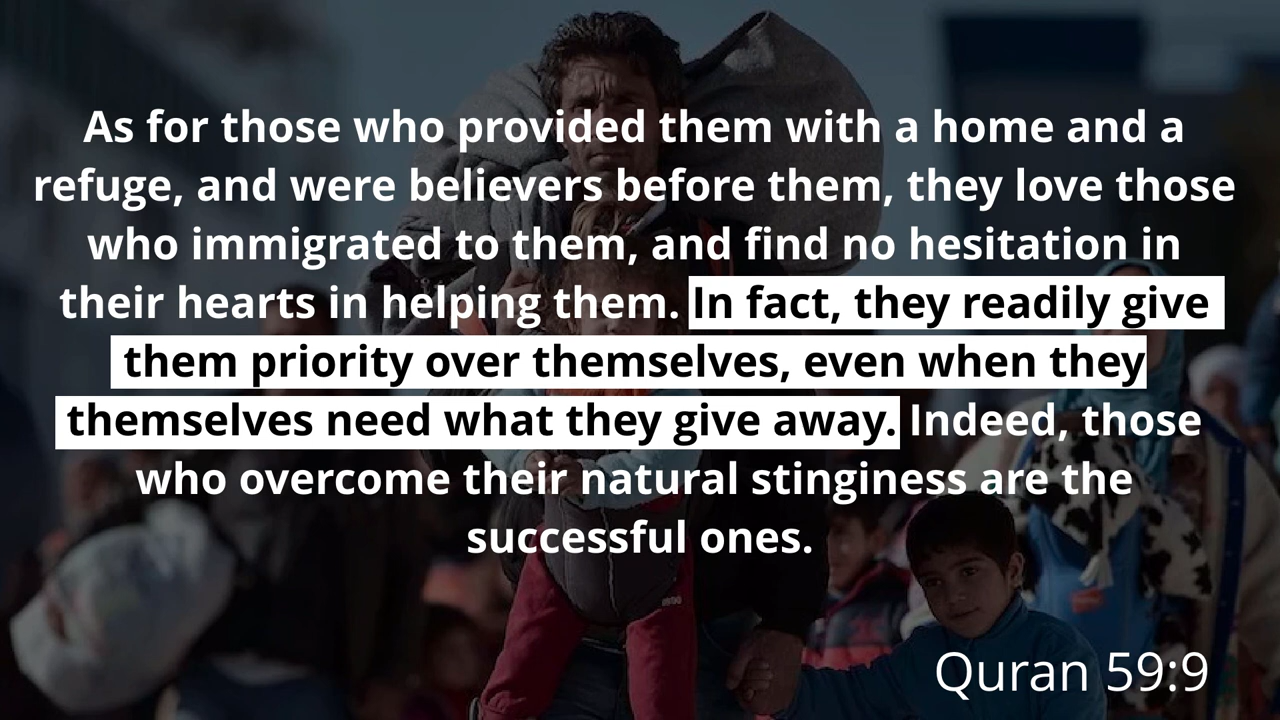 As for those who provided them with a home and a
refuge, and were believers before them, they love those
who immigrated to them, and find no hesitation in
their hearts in helping them. In fact, they readily give
them priority over themselves, even when they
themselves need what they give away. Indeed, those
who overcome their natural stinginess are the
successful ones.
Quran 59:9